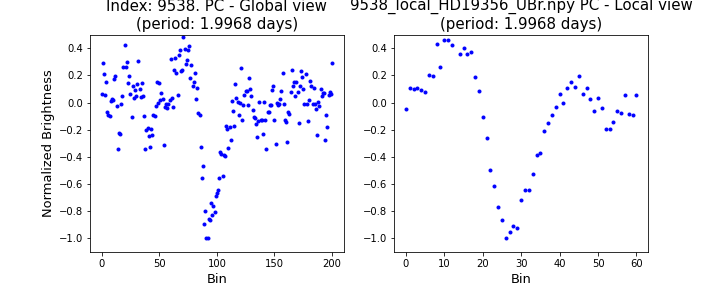 Index: 9538. PC - Global view
(period: 1.9968 days)
9538_local_HD19356_UBr.npy PC - Local view
(period: 1.9968 days)
Normalized Brightness
0.4
0.2
0.0
−0.2
−0.4
−0.6
−0.8
−1.0
0 50 100 150 200
Bin
0.4
0.2
0.0
−0.2
−0.4
−0.6
−0.8
−1.0
0 10 20 30 40 50 60
Bin